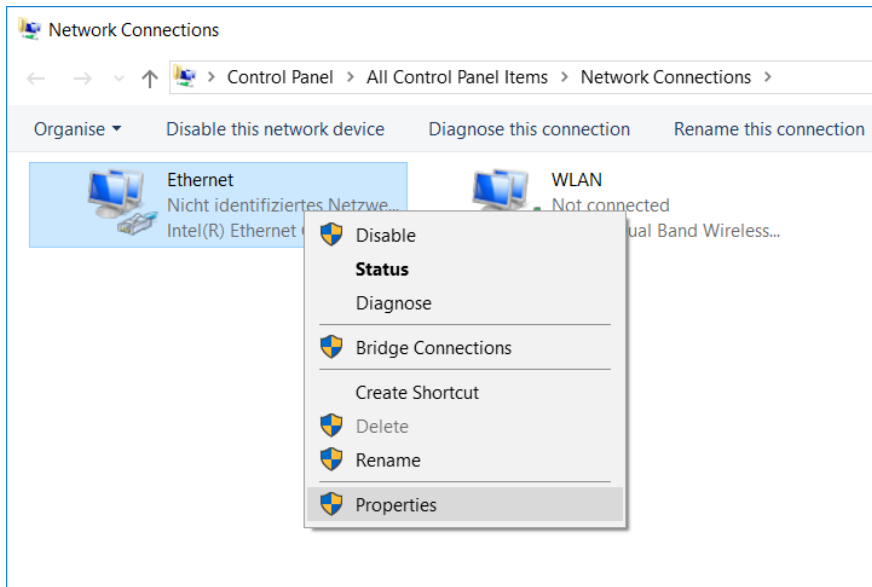 Network Connections
Control Panel > All Control Panel Items > Network Connections >
Organise Disable this network device Diagnose this connection Rename this connection
Ethernet
Nicht identifiziertes Netzwe...
Intel(R) Ethernet
WLAN
Not connected
Band Wireless...
Disable
Status
Diagnose
Bridge Connections
Create Shortcut
Delete
Rename
Properties